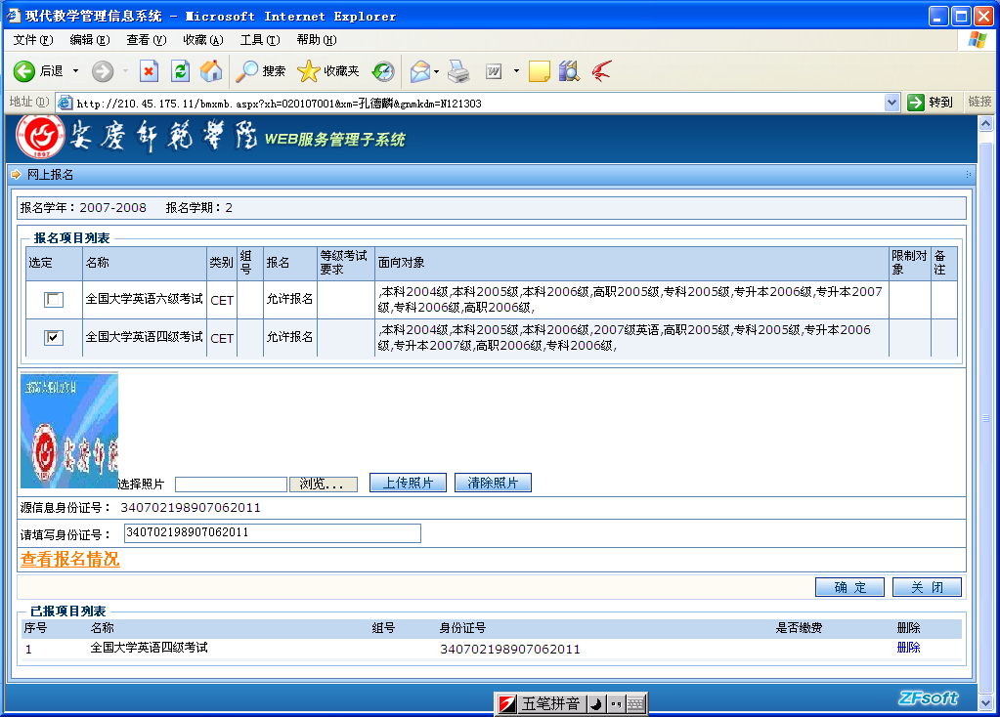 现代教学管理信息系统 - Microsoft Internet Explorer
文件(F) 编辑(E) 查看(V) 收藏(A) 工具(T) 帮助(H)
后退 搜索 收藏夹
地址(D) http://210.45.175.11/bmxmb.aspx?xh=020107001&xm=孔德麟&gnmkdm=N121303 转到 链接
安庆师范学院 WEB服务管理子系统
1897
网上报名
报名学年：2007-2008 报名学期：2
报名项目列表
选定 名称 类别 组号 报名 等级考试要求 面向对象 限制对象 备注
全国大学英语六级考试 CET 允许报名 ,本科2004级,本科2005级,本科2006级,高职2005级,专科2005级,专升本2006级,专升本2007
级,专科2006级,高职2006级,
全国大学英语四级考试 CET 允许报名 ,本科2004级,本科2005级,本科2006级,2007级英语,高职2005级,专科2005级,专升本2006
级,专升本2007级,高职2006级,专科2006级,
选择照片 浏览... 上传照片 清除照片
源信息身份证号： 340702198907062011
请填写身份证号： 340702198907062011
查看报名情况
确 定 关 闭
已报项目列表
序号 名称 组号 身份证号 是否缴费 删除
1 全国大学英语四级考试 340702198907062011 删除
ZFsoft
五笔拼音